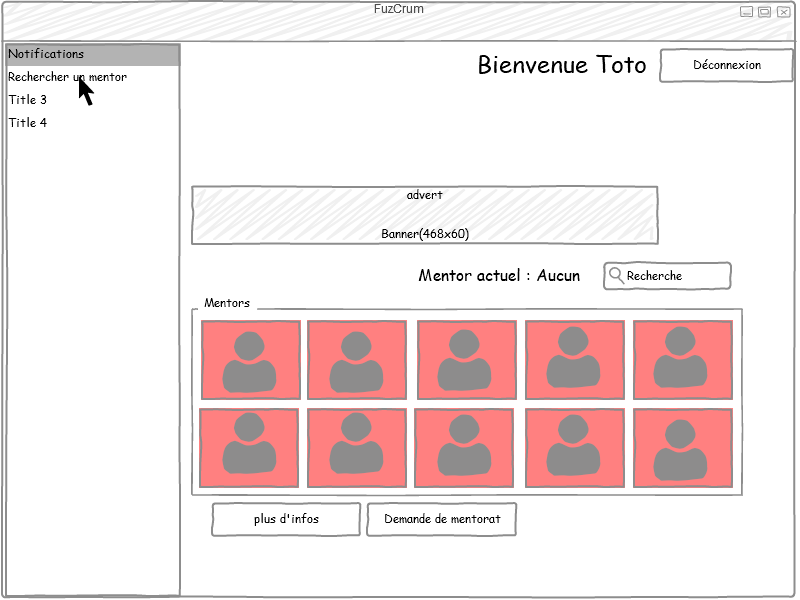 FuzCrum
Notifications
Rechercher un mentor
Title 3
Title 4
Bienvenue Toto
Déconnexion
advert
Banner(468x60)
Mentor actuel : Aucun
Recherche
Mentors
plus d'infos
Demande de mentorat